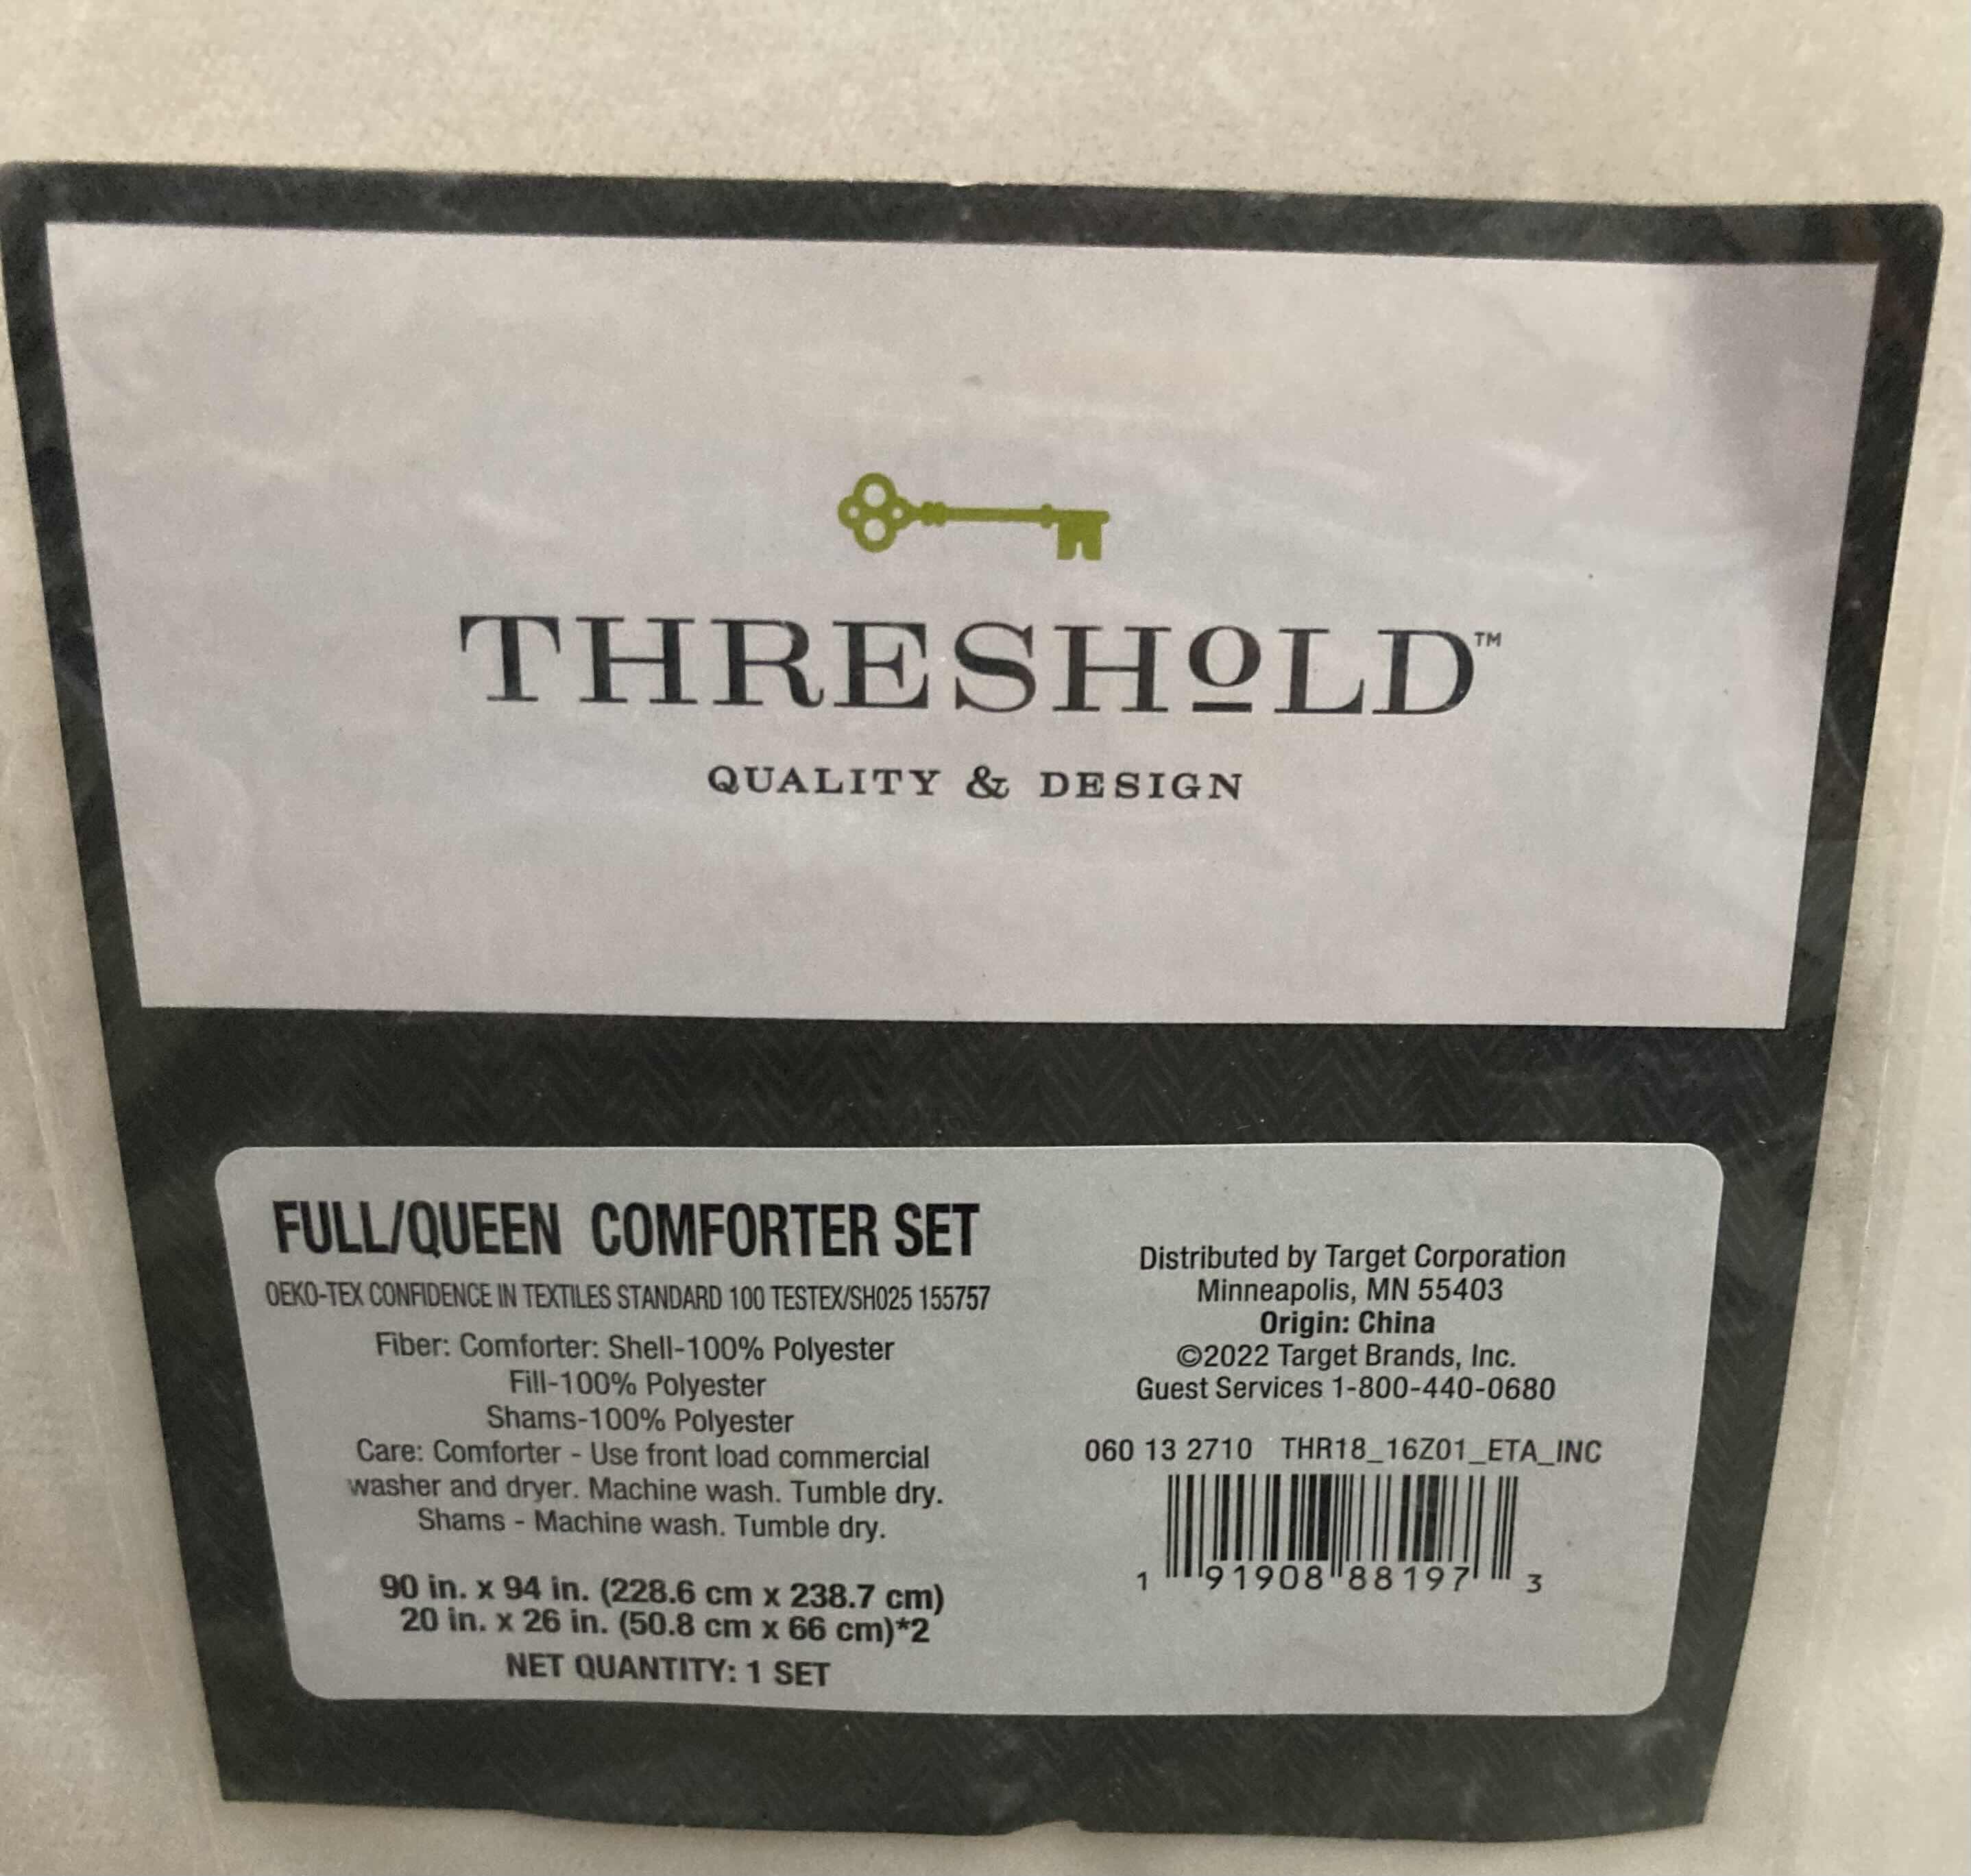 THRESHOLD™
QUALITY & DESIGN
FULL/QUEEN COMFORTER SET
OEKO-TEX CONFIDENCE IN TEXTILES STANDARD 100 TESTEX/SH025 155757
Fiber: Comforter: Shell-100% Polyester
Fill-100% Polyester
Shams-100% Polyester
Care: Comforter - Use front load commercial
washer and dryer. Machine wash. Tumble dry.
Shams - Machine wash. Tumble dry.
90 in. x 94 in. (228.6 cm x 238.7 cm)
20 in. x 26 in. (50.8 cm x 66 cm)*2
NET QUANTITY: 1 SET
Distributed by Target Corporation
Minneapolis, MN 55403
Origin: China
©2022 Target Brands, Inc.
Guest Services 1-800-440-0680
060 13 2710 THR18_16Z01_ETA_INC
1 91908 88197 3